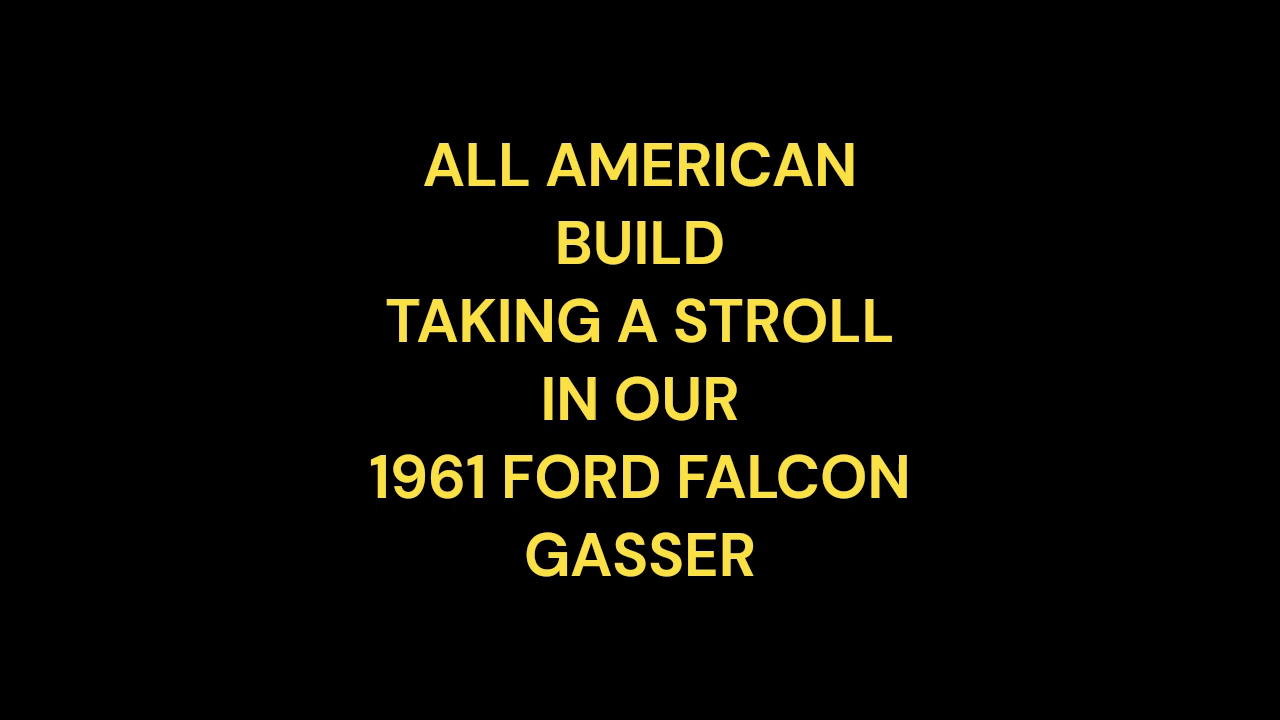 ALL AMERICAN
BUILD
TAKING A STROLL
IN OUR
1961 FORD FALCON
GASSER